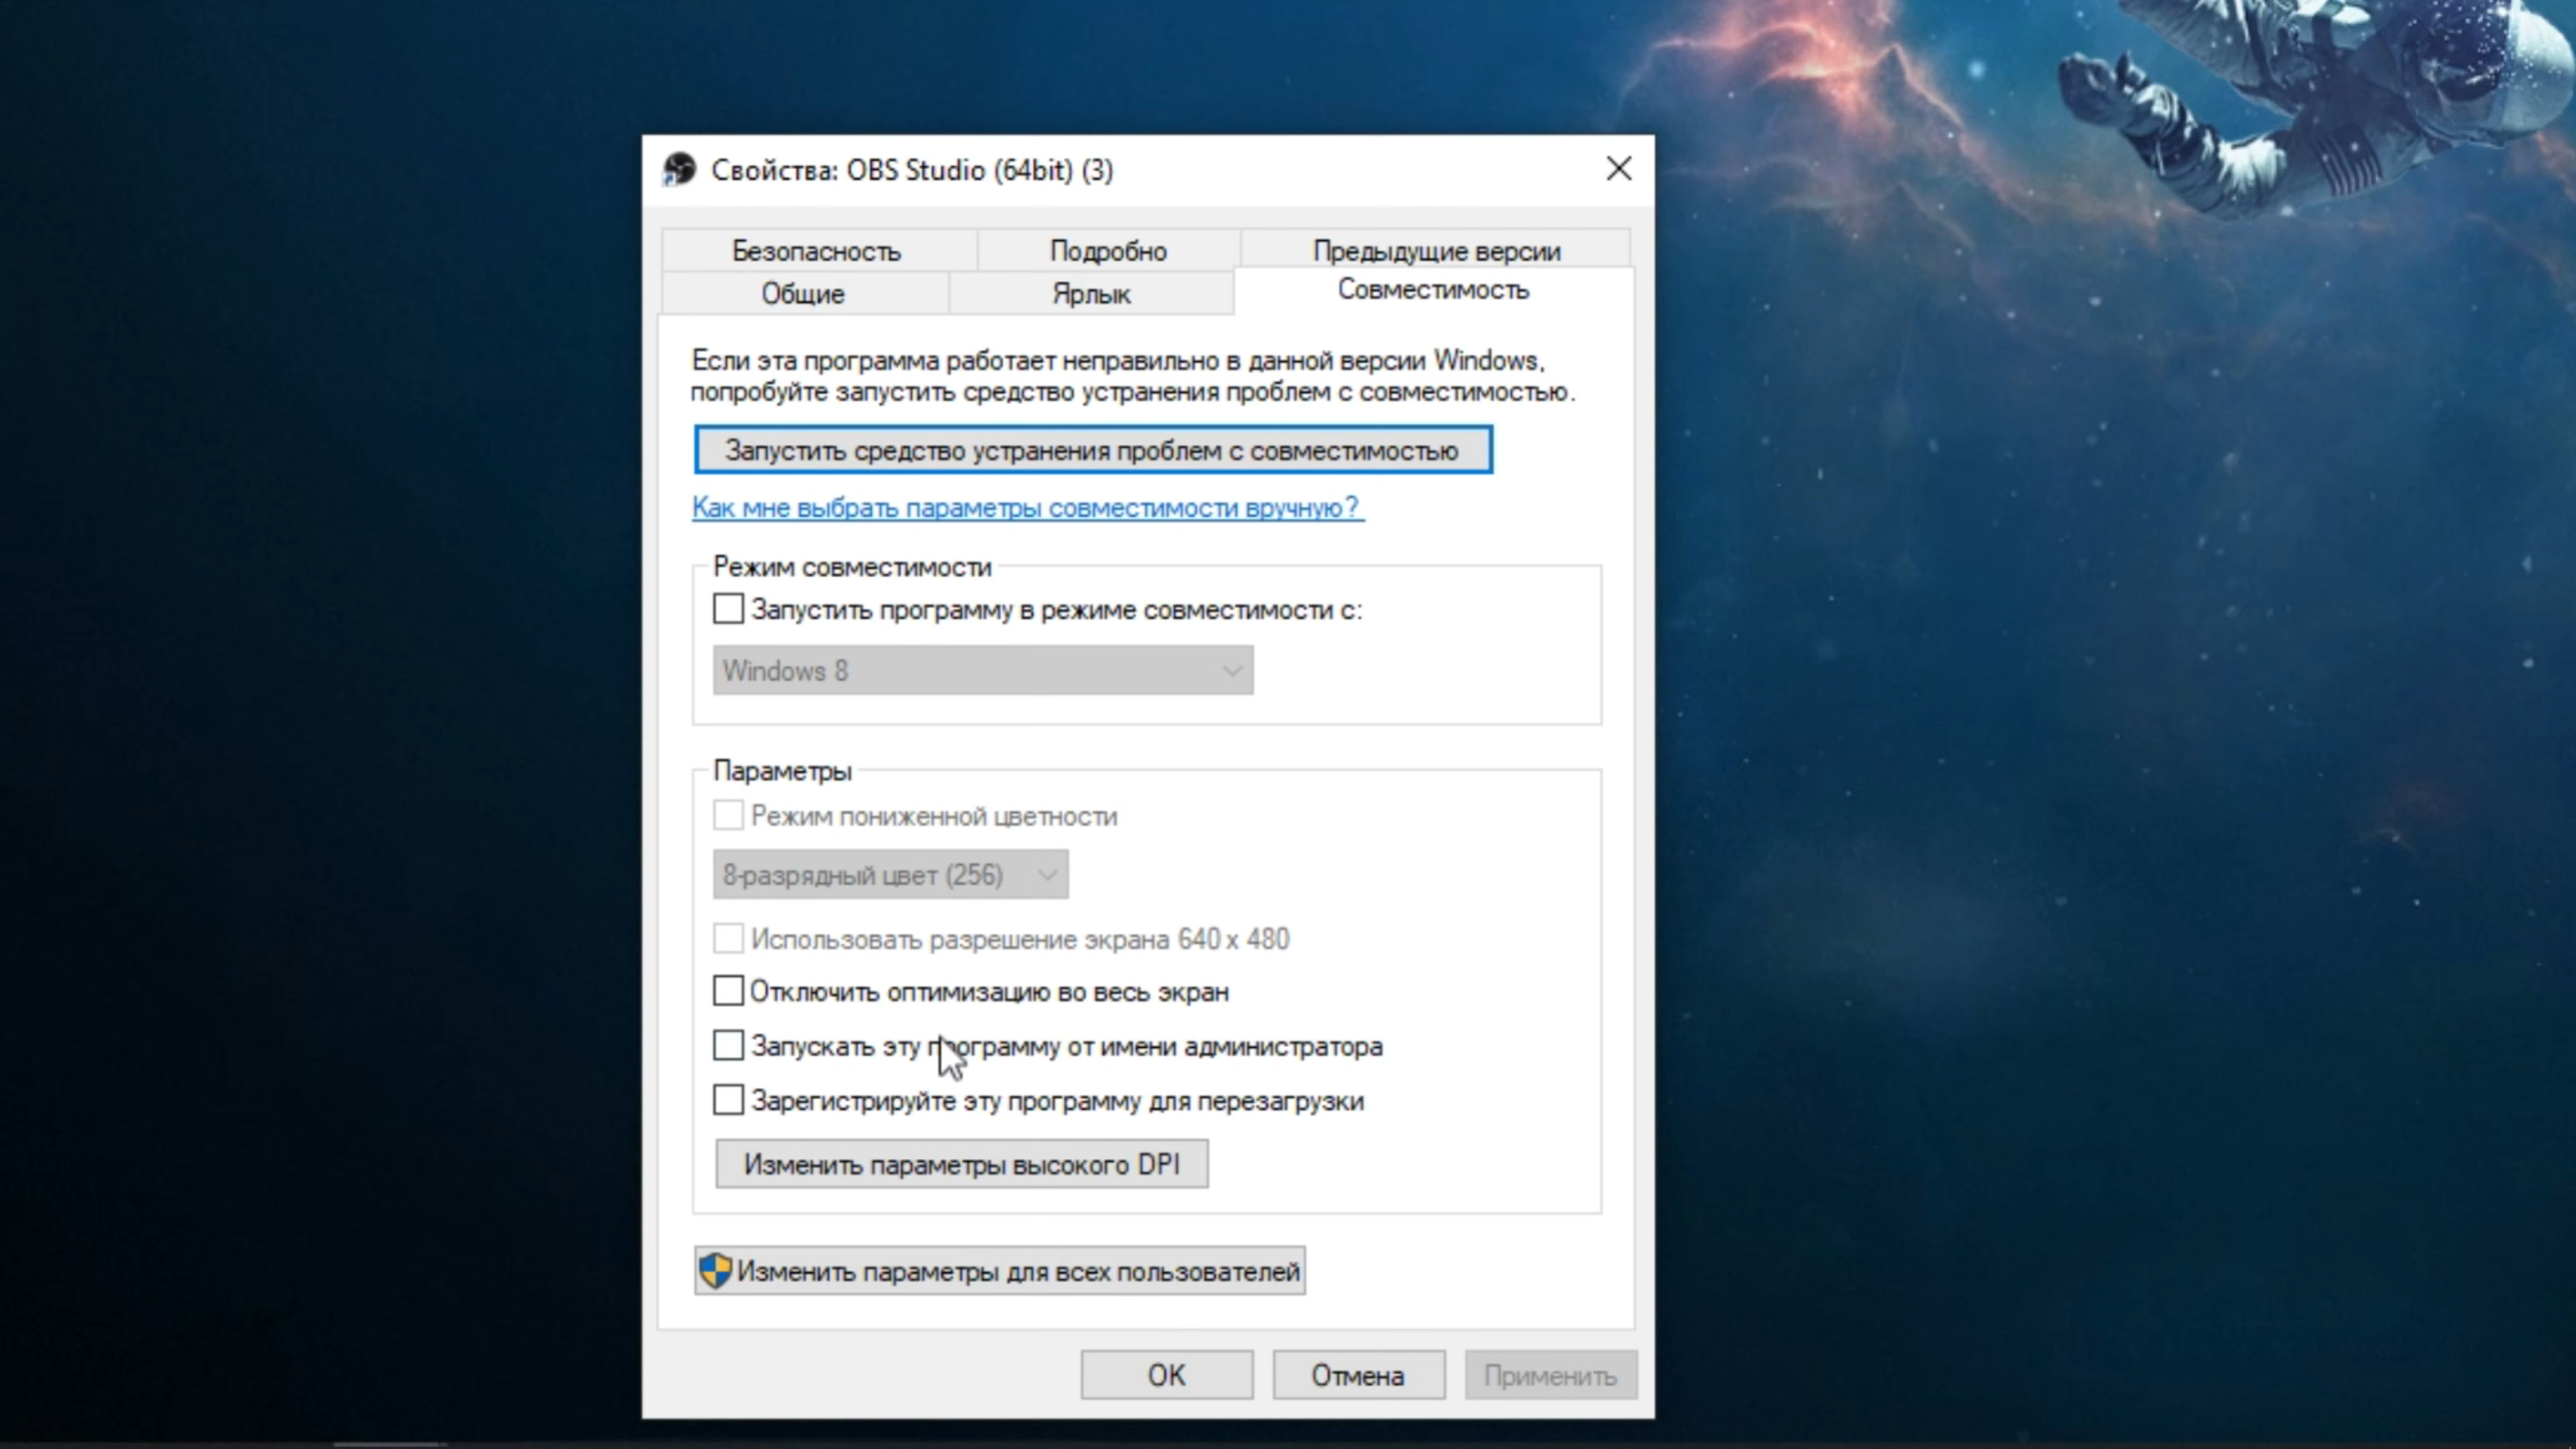 Свойства: OBS Studio (64bit) (3)
Безопасность
Подробно
Предыдущие версии
Общие
Ярлык
Совместимость
Если эта программа работает неправильно в данной версии Windows,
попробуйте запустить средство устранения проблем с совместимостью.
Запустить средство устранения проблем с совместимостью
Как мне выбрать параметры совместимости вручную?
Режим совместимости
Запустить программу в режиме совместимости с:
Windows 8
Параметры
Режим пониженной цветности
8-разрядный цвет (256)
Использовать разрешение экрана 640 x 480
Отключить оптимизацию во весь экран
Запускать эту программу от имени администратора
Зарегистрируйте эту программу для перезагрузки
Изменить параметры высокого DPI
Изменить параметры для всех пользователей
ОК
Отмена
Применить